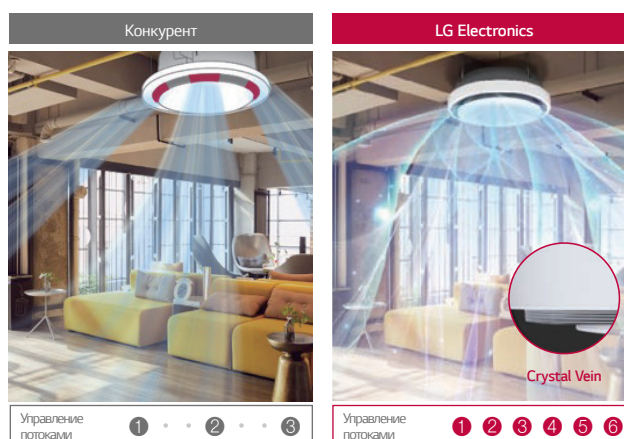 Конкурент
LG Electronics
Crystal Vein
Управление
потоками
1 · · 2 · · 3
Управление
потоками
1 2 3 4 5 6